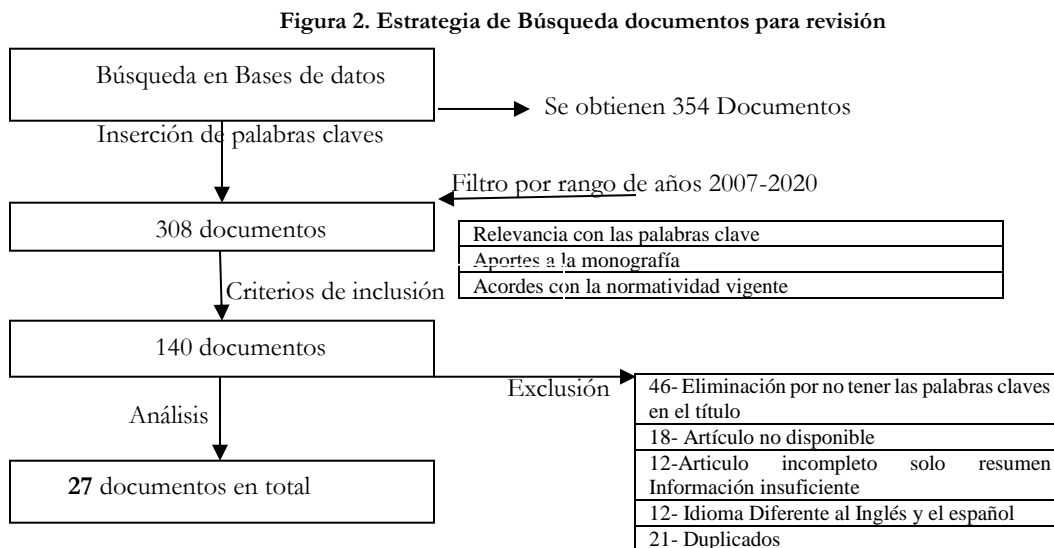 Figura 2. Estrategia de Búsqueda documentos para revisión
Búsqueda en Bases de datos
Se obtienen 354 Documentos
Inserción de palabras claves
Filtro por rango de años 2007-2020
308 documentos
Relevancia con las palabras clave
Aportes a la monografía
Acordes con la normatividad vigente
Criterios de inclusión
140 documentos
Exclusión
46- Eliminación por no tener las palabras claves
en el título
18- Artículo no disponible
12-Articulo incompleto solo resumen
Información insuficiente
12- Idioma Diferente al Inglés y el español
21- Duplicados
Análisis
27 documentos en total